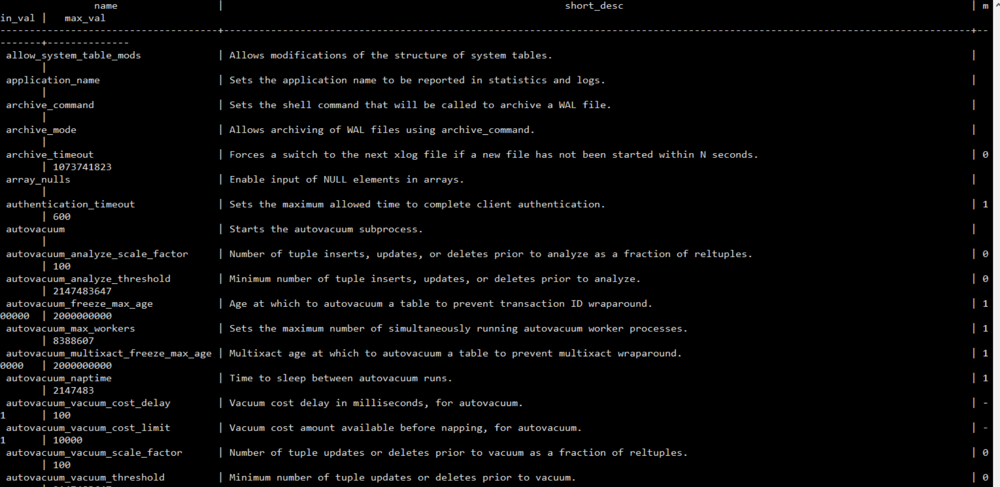 name | short_desc | m
in_val | max_val
-------------------------------------+-------------------------------------------------------------------------------------------------------------------------------+--
-------+--------------
allow_system_table_mods | Allows modifications of the structure of system tables. |
|
application_name | Sets the application name to be reported in statistics and logs. |
|
archive_command | Sets the shell command that will be called to archive a WAL file. |
|
archive_mode | Allows archiving of WAL files using archive_command. |
|
archive_timeout | Forces a switch to the next xlog file if a new file has not been started within N seconds. | 0
| 1073741823
array_nulls | Enable input of NULL elements in arrays. |
|
authentication_timeout | Sets the maximum allowed time to complete client authentication. | 1
| 600
autovacuum | Starts the autovacuum subprocess. |
|
autovacuum_analyze_scale_factor | Number of tuple inserts, updates, or deletes prior to analyze as a fraction of reltuples. | 0
| 100
autovacuum_analyze_threshold | Minimum number of tuple inserts, updates, or deletes prior to analyze. | 0
| 2147483647
autovacuum_freeze_max_age | Age at which to autovacuum a table to prevent transaction ID wraparound. | 1
00000 | 2000000000
autovacuum_max_workers | Sets the maximum number of simultaneously running autovacuum worker processes. | 1
| 8388607
autovacuum_multixact_freeze_max_age | Multixact age at which to autovacuum a table to prevent multixact wraparound. | 1
0000 | 2000000000
autovacuum_naptime | Time to sleep between autovacuum runs. | 1
| 2147483
autovacuum_vacuum_cost_delay | Vacuum cost delay in milliseconds, for autovacuum. | -
1 | 100
autovacuum_vacuum_cost_limit | Vacuum cost amount available before napping, for autovacuum. | -
1 | 10000
autovacuum_vacuum_scale_factor | Number of tuple updates or deletes prior to vacuum as a fraction of reltuples. | 0
| 100
autovacuum_vacuum_threshold | Minimum number of tuple updates or deletes prior to vacuum. | 0